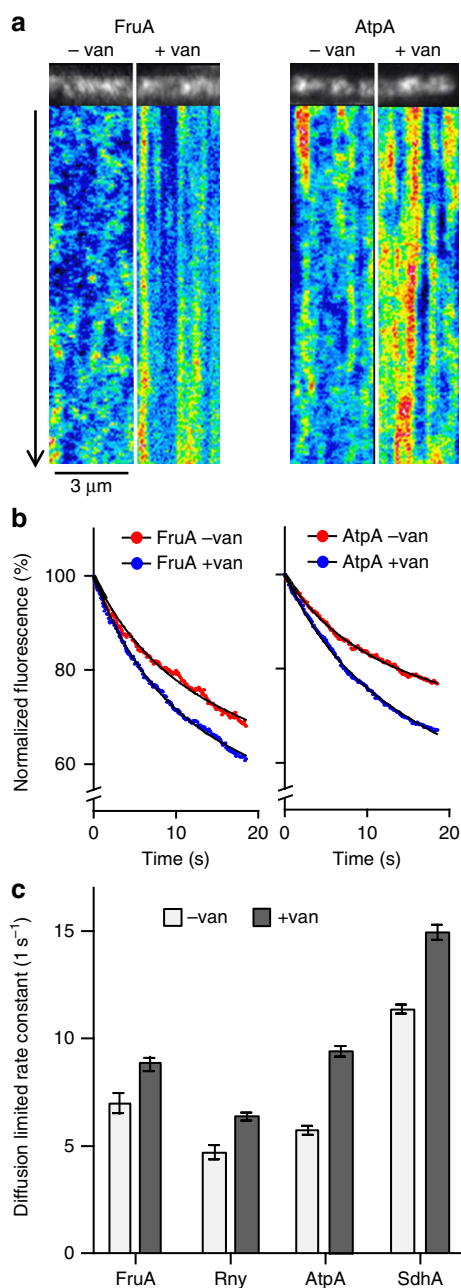 a
FruA
AtpA
– van + van
– van + van
3 μm
b
FruA –van
FruA +van
AtpA –van
AtpA +van
Normalized fluorescence (%)
100
80
60
0 10 20
0 10 20
Time (s)
Time (s)
c
–van +van
Diffusion limited rate constant (1 s⁻¹)
15
10
5
0
FruA Rny AtpA SdhA